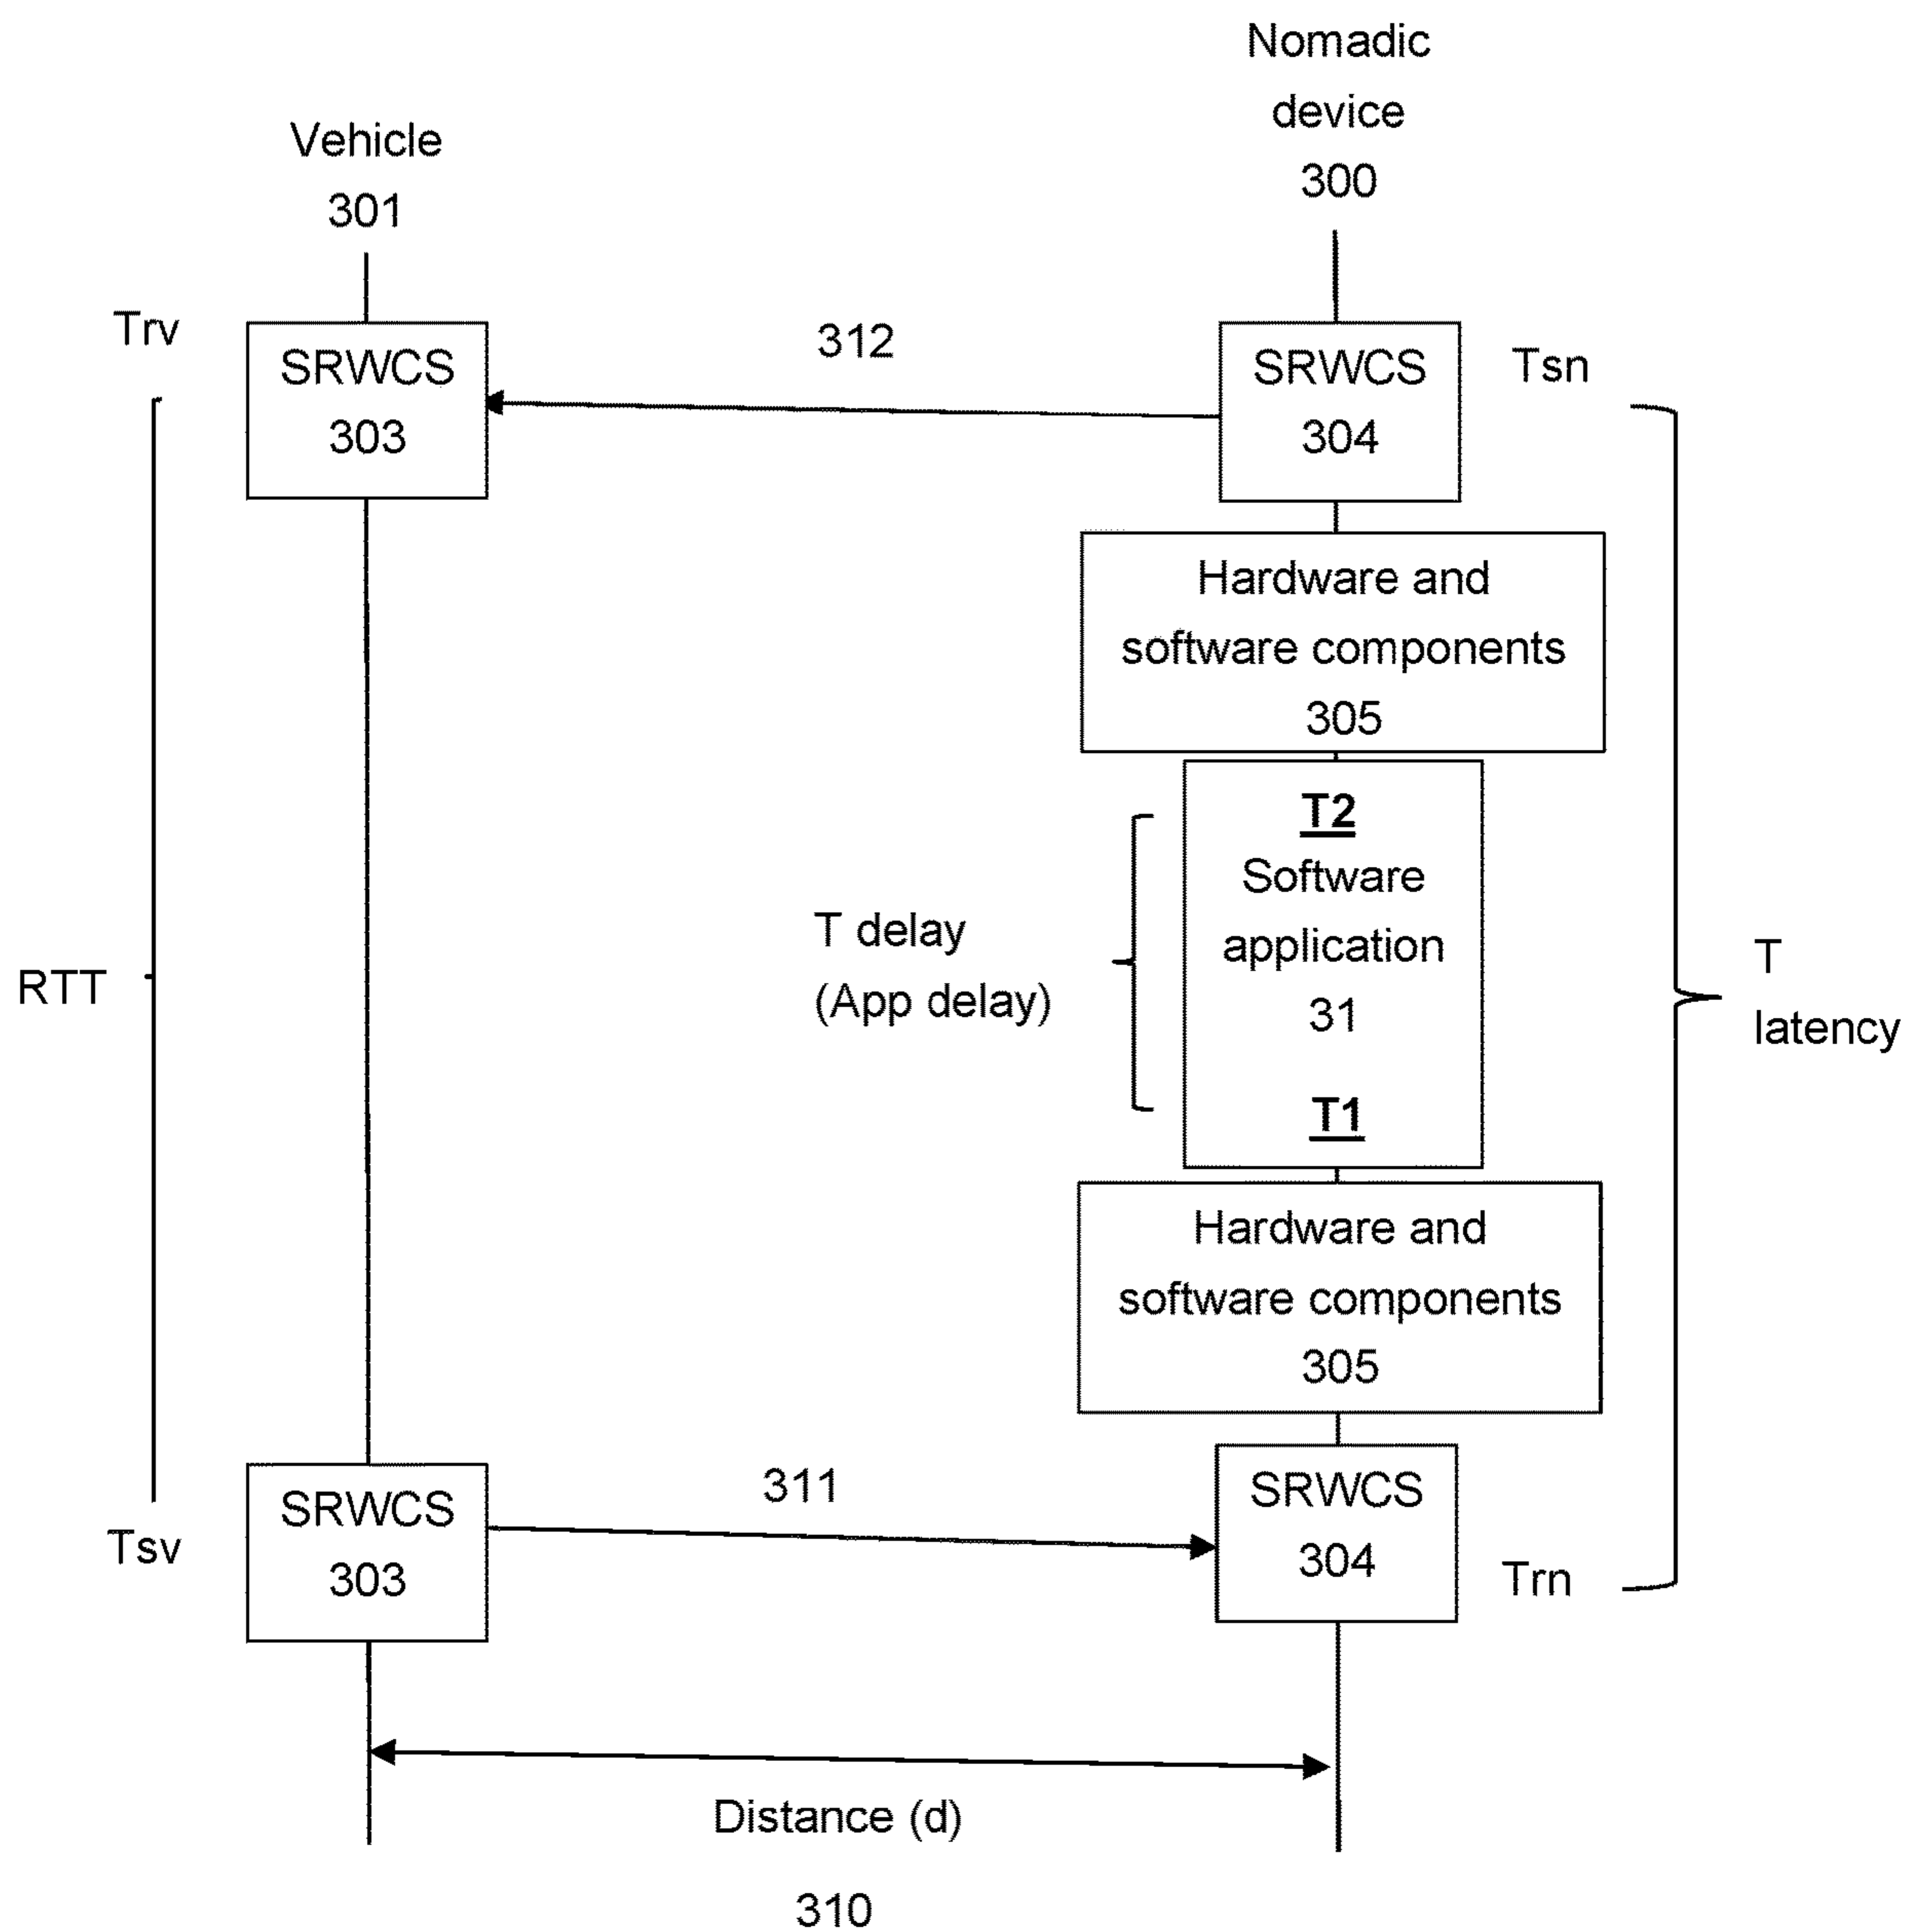 Nomadic
device
300
Vehicle
301
Trv
SRWCS
303
312
SRWCS
304
Tsn
Hardware and
software components
305
T2
Software
application
31
T1
T delay
(App delay)
RTT
T
latency
Hardware and
software components
305
Tsv
SRWCS
303
311
SRWCS
304
Trn
Distance (d)
310